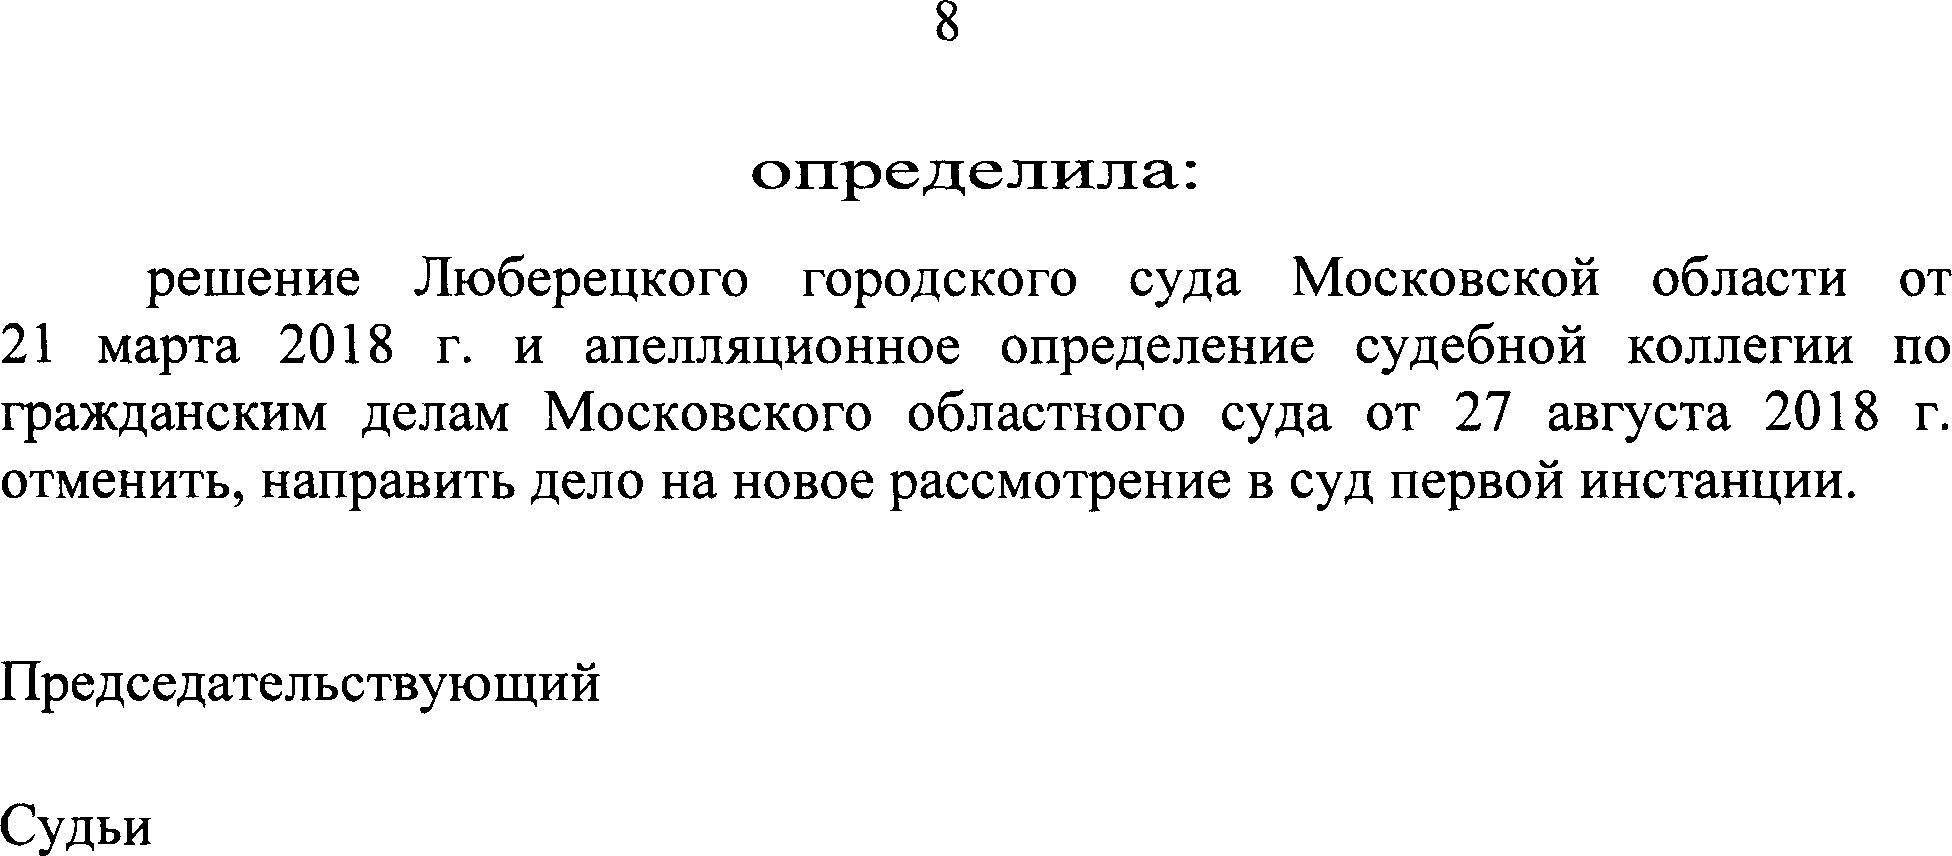 8
определила:
решение Люберецкого городского суда Московской области от
21 марта 2018 г. и апелляционное определение судебной коллегии по
гражданским делам Московского областного суда от 27 августа 2018 г.
отменить, направить дело на новое рассмотрение в суд первой инстанции.
Председательствующий
Судьи